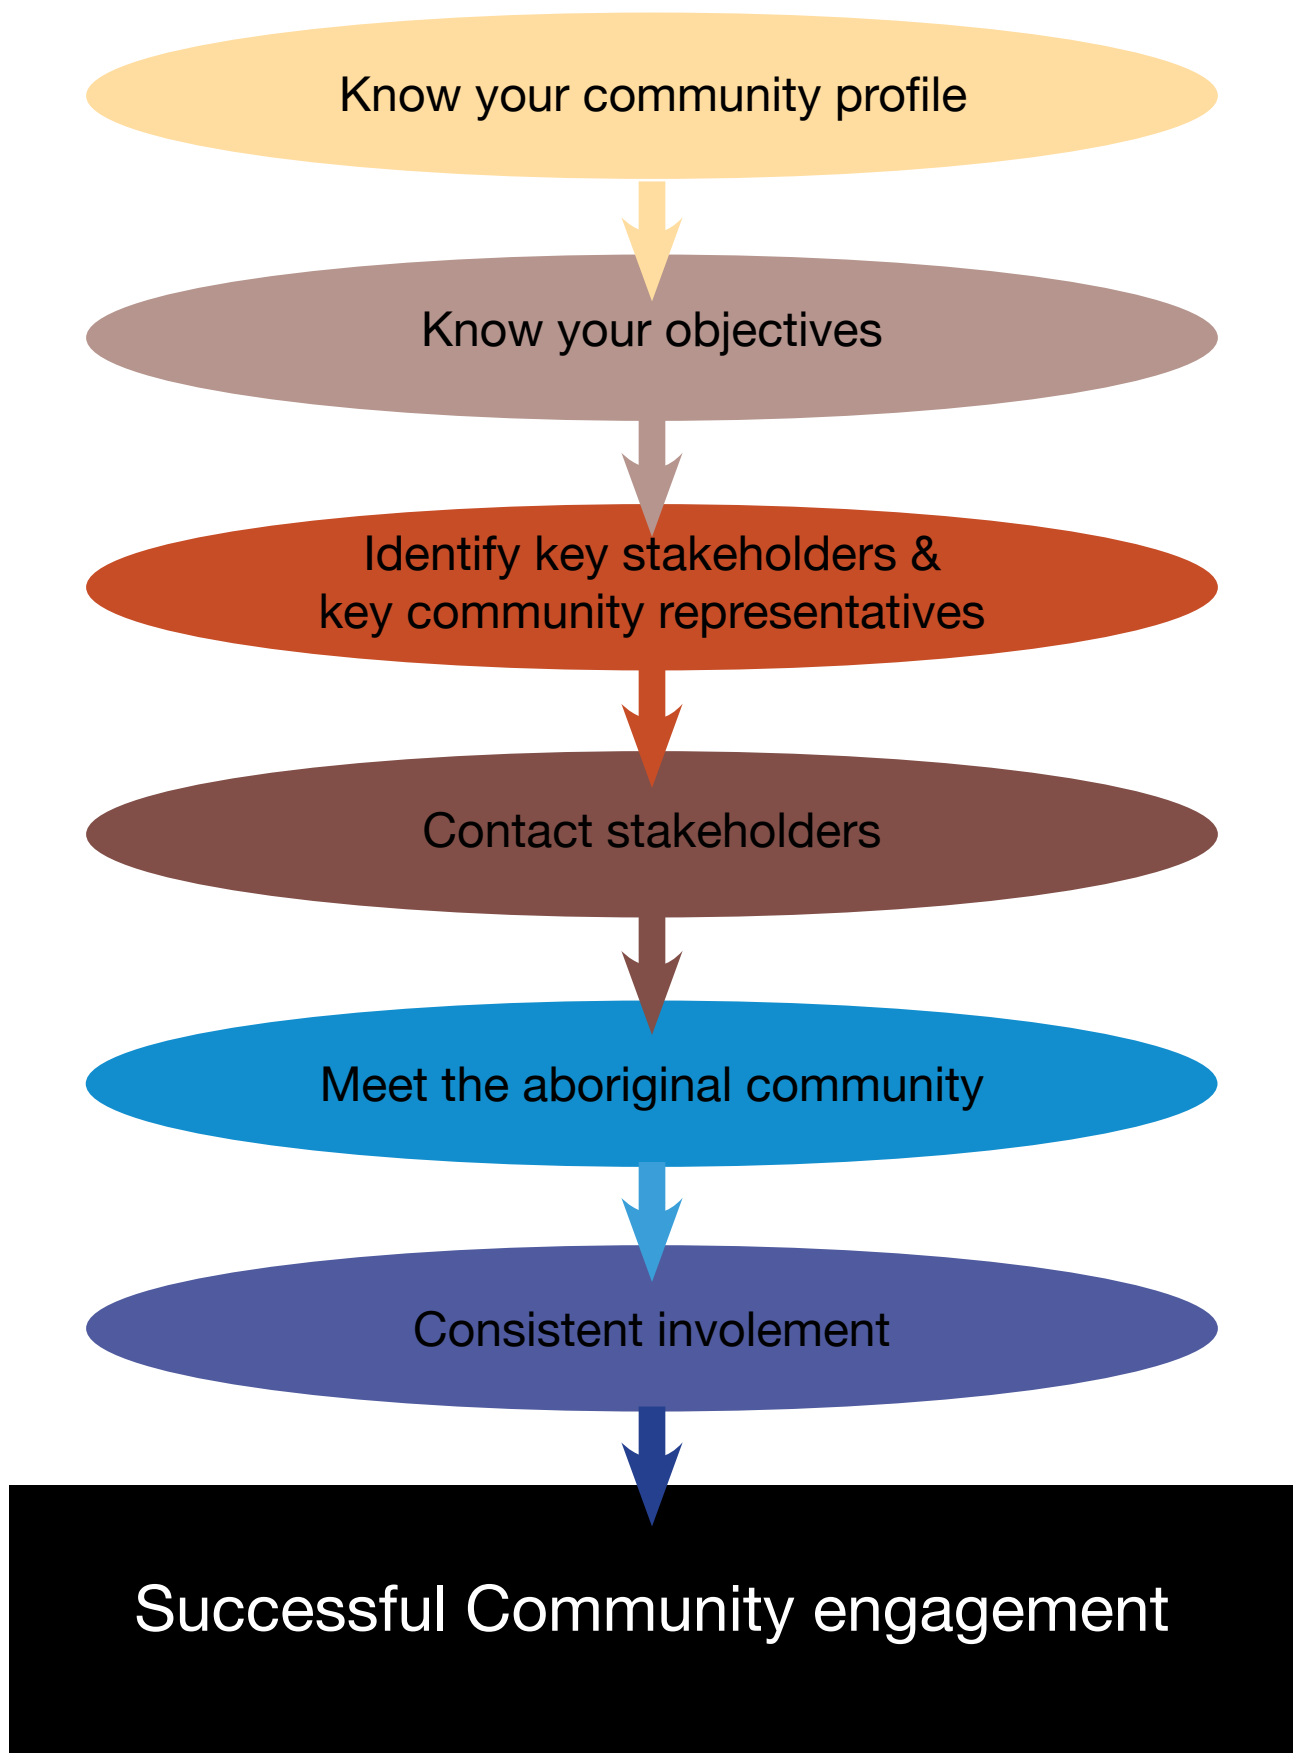 Know your community profile
Know your objectives
Identify key stakeholders &
key community representatives
Contact stakeholders
Meet the aboriginal community
Consistent involement
Successful Community engagement